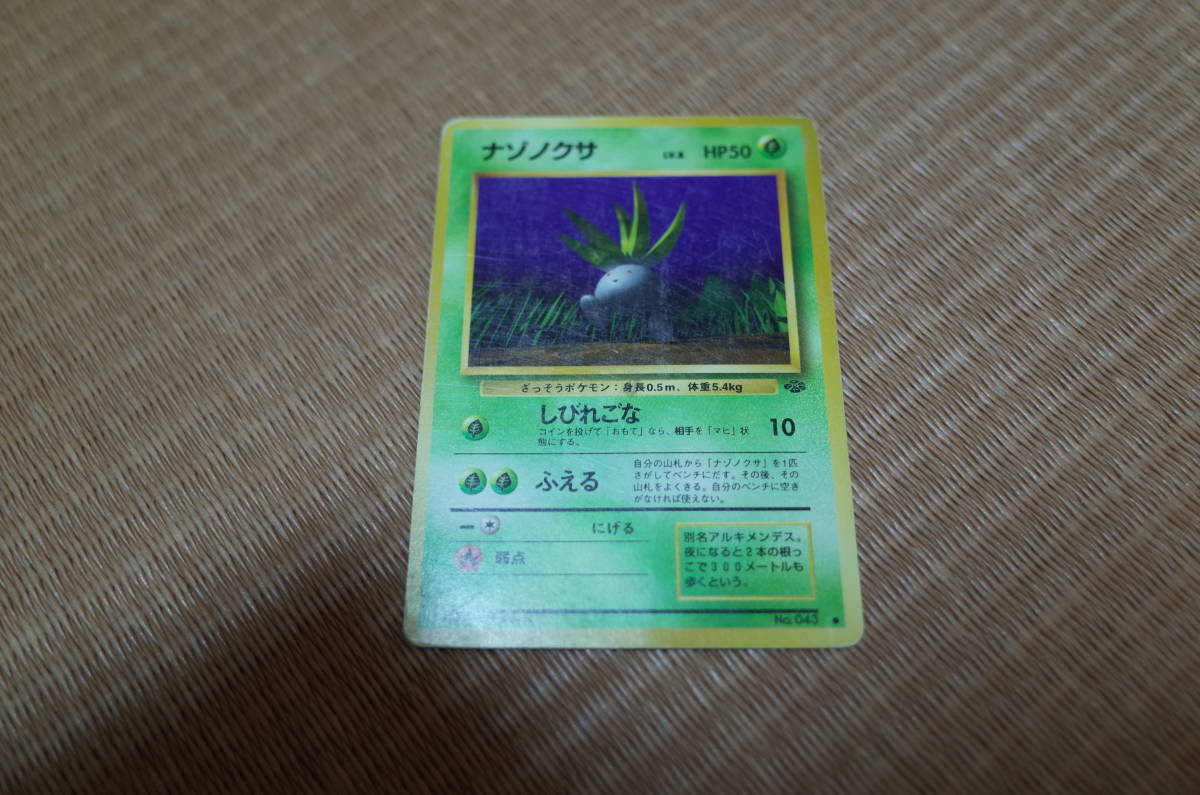 ナゾノクサ LV.8 HP50
ざっそうポケモン：身長0.5m、体重5.4kg
しびれごな 10
コインを投げて「おもて」なら、相手を「マヒ」状
態にする。
ふえる
自分の山札から「ナゾノクサ」を1匹
さがしてベンチにだす。その後、その
山札をよくきる。自分のベンチに空き
がなければ使えない。
にげる
弱点
別名アルキメンデス。
夜になると2本の根っ
こで300メートルも
歩くという。
No.043